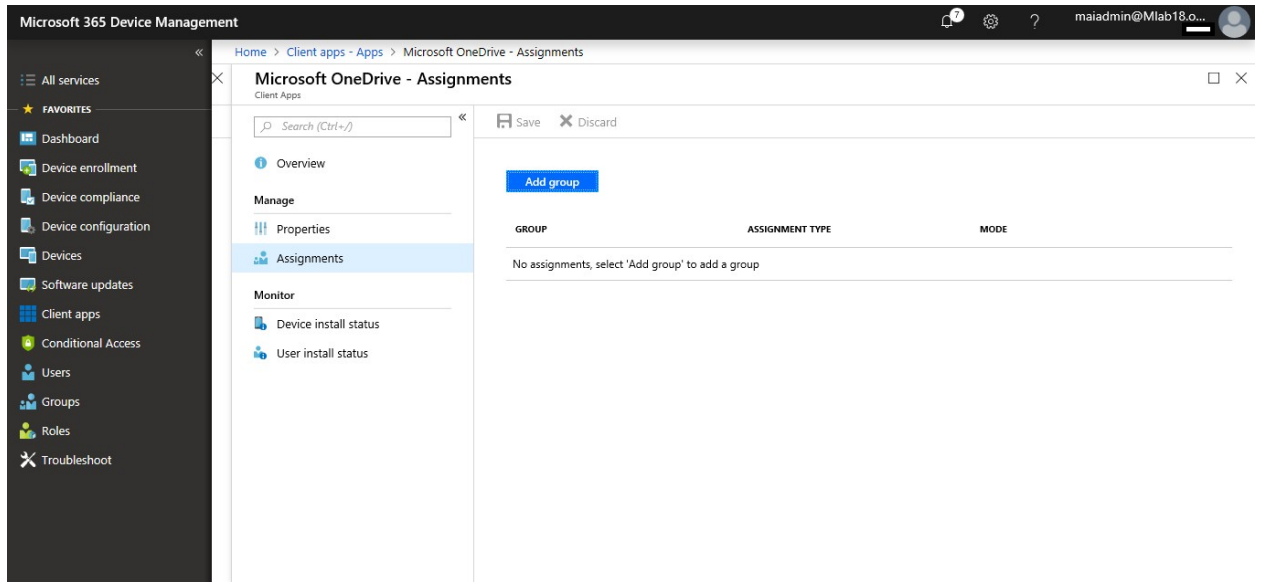 Microsoft 365 Device Management
7
?
maiadmin@Mlab18.o...
«
Home > Client apps - Apps > Microsoft OneDrive - Assignments
All services
FAVORITES
Dashboard
Device enrollment
Device compliance
Device configuration
Devices
Software updates
Client apps
Conditional Access
Users
Groups
Roles
Troubleshoot
Microsoft OneDrive - Assignments
Client Apps
Search (Ctrl+/)
«
Overview
Manage
Properties
Assignments
Monitor
Device install status
User install status
Save Discard
Add group
GROUP ASSIGNMENT TYPE MODE
No assignments, select 'Add group' to add a group